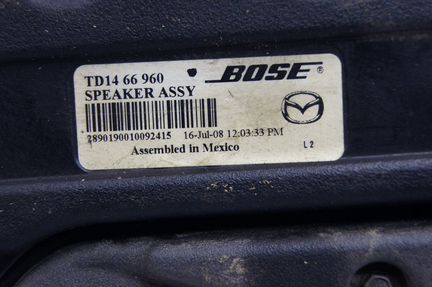 TD14 66 960 BOSE ®
SPEAKER ASSY
2890190010092415 16-Jul-08 12:03:33 PM
Assembled in Mexico L2